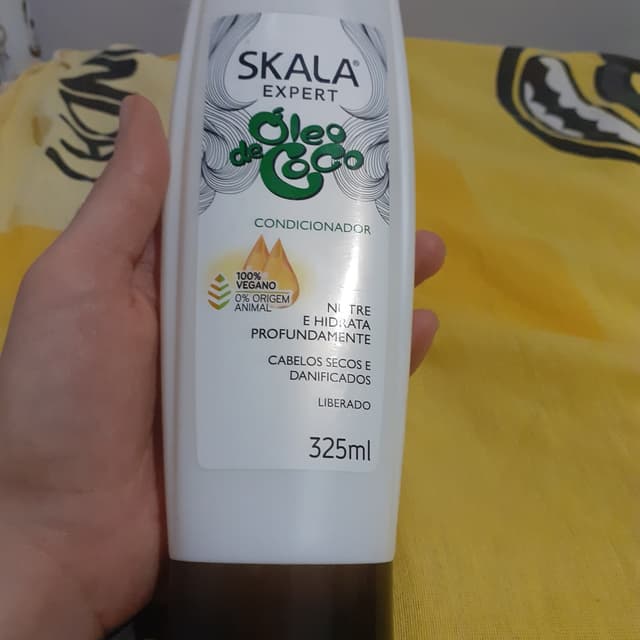 SKALA®
EXPERT
Óleo
de Coco
CONDICIONADOR
100%
VEGANO
0% ORIGEM
ANIMAL
NUTRE
E HIDRATA
PROFUNDAMENTE
CABELOS SECOS E
DANIFICADOS
LIBERADO
325ml